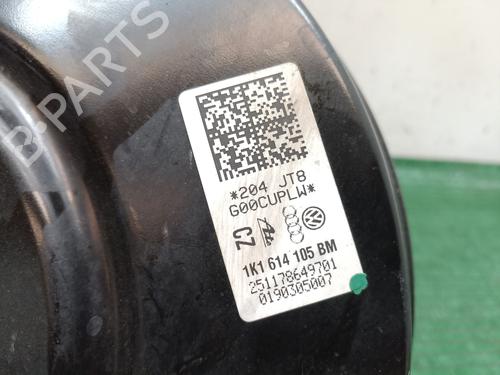 B-PARTS
*204 JT8
G00CUPLW*
CZ
1K1 614 105 BM
251178649701
0190305007